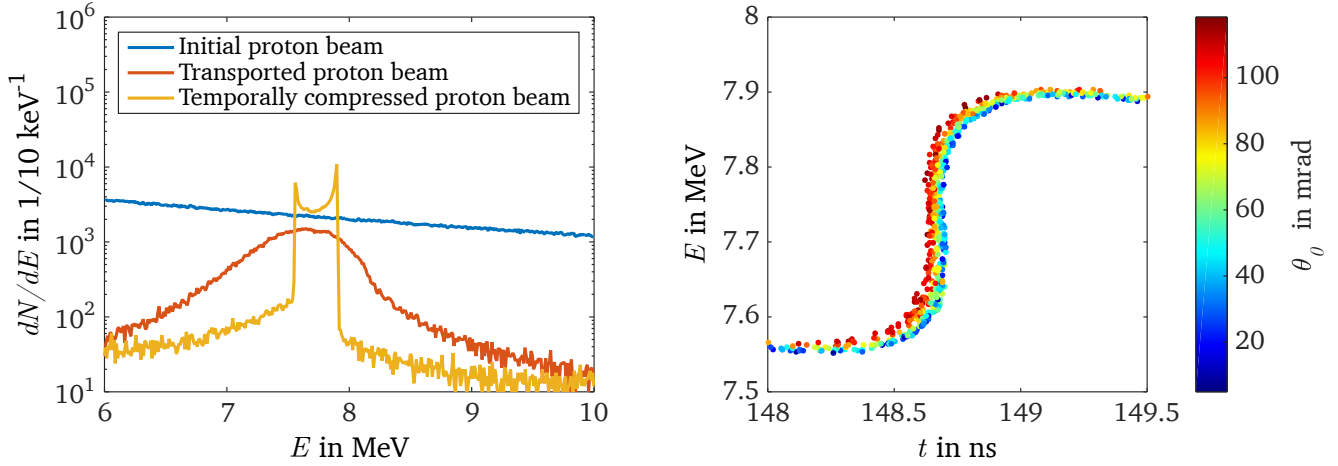 10^6
10^5
10^4
10^3
10^2
10^1
dN/dE in 1/10 keV^-1
Initial proton beam
Transported proton beam
Temporally compressed proton beam
6 7 8 9 10
E in MeV
8
7.9
7.8
7.7
7.6
7.5
E in MeV
148 148.5 149 149.5
t in ns
100
80
60
40
20
θ_0 in mrad